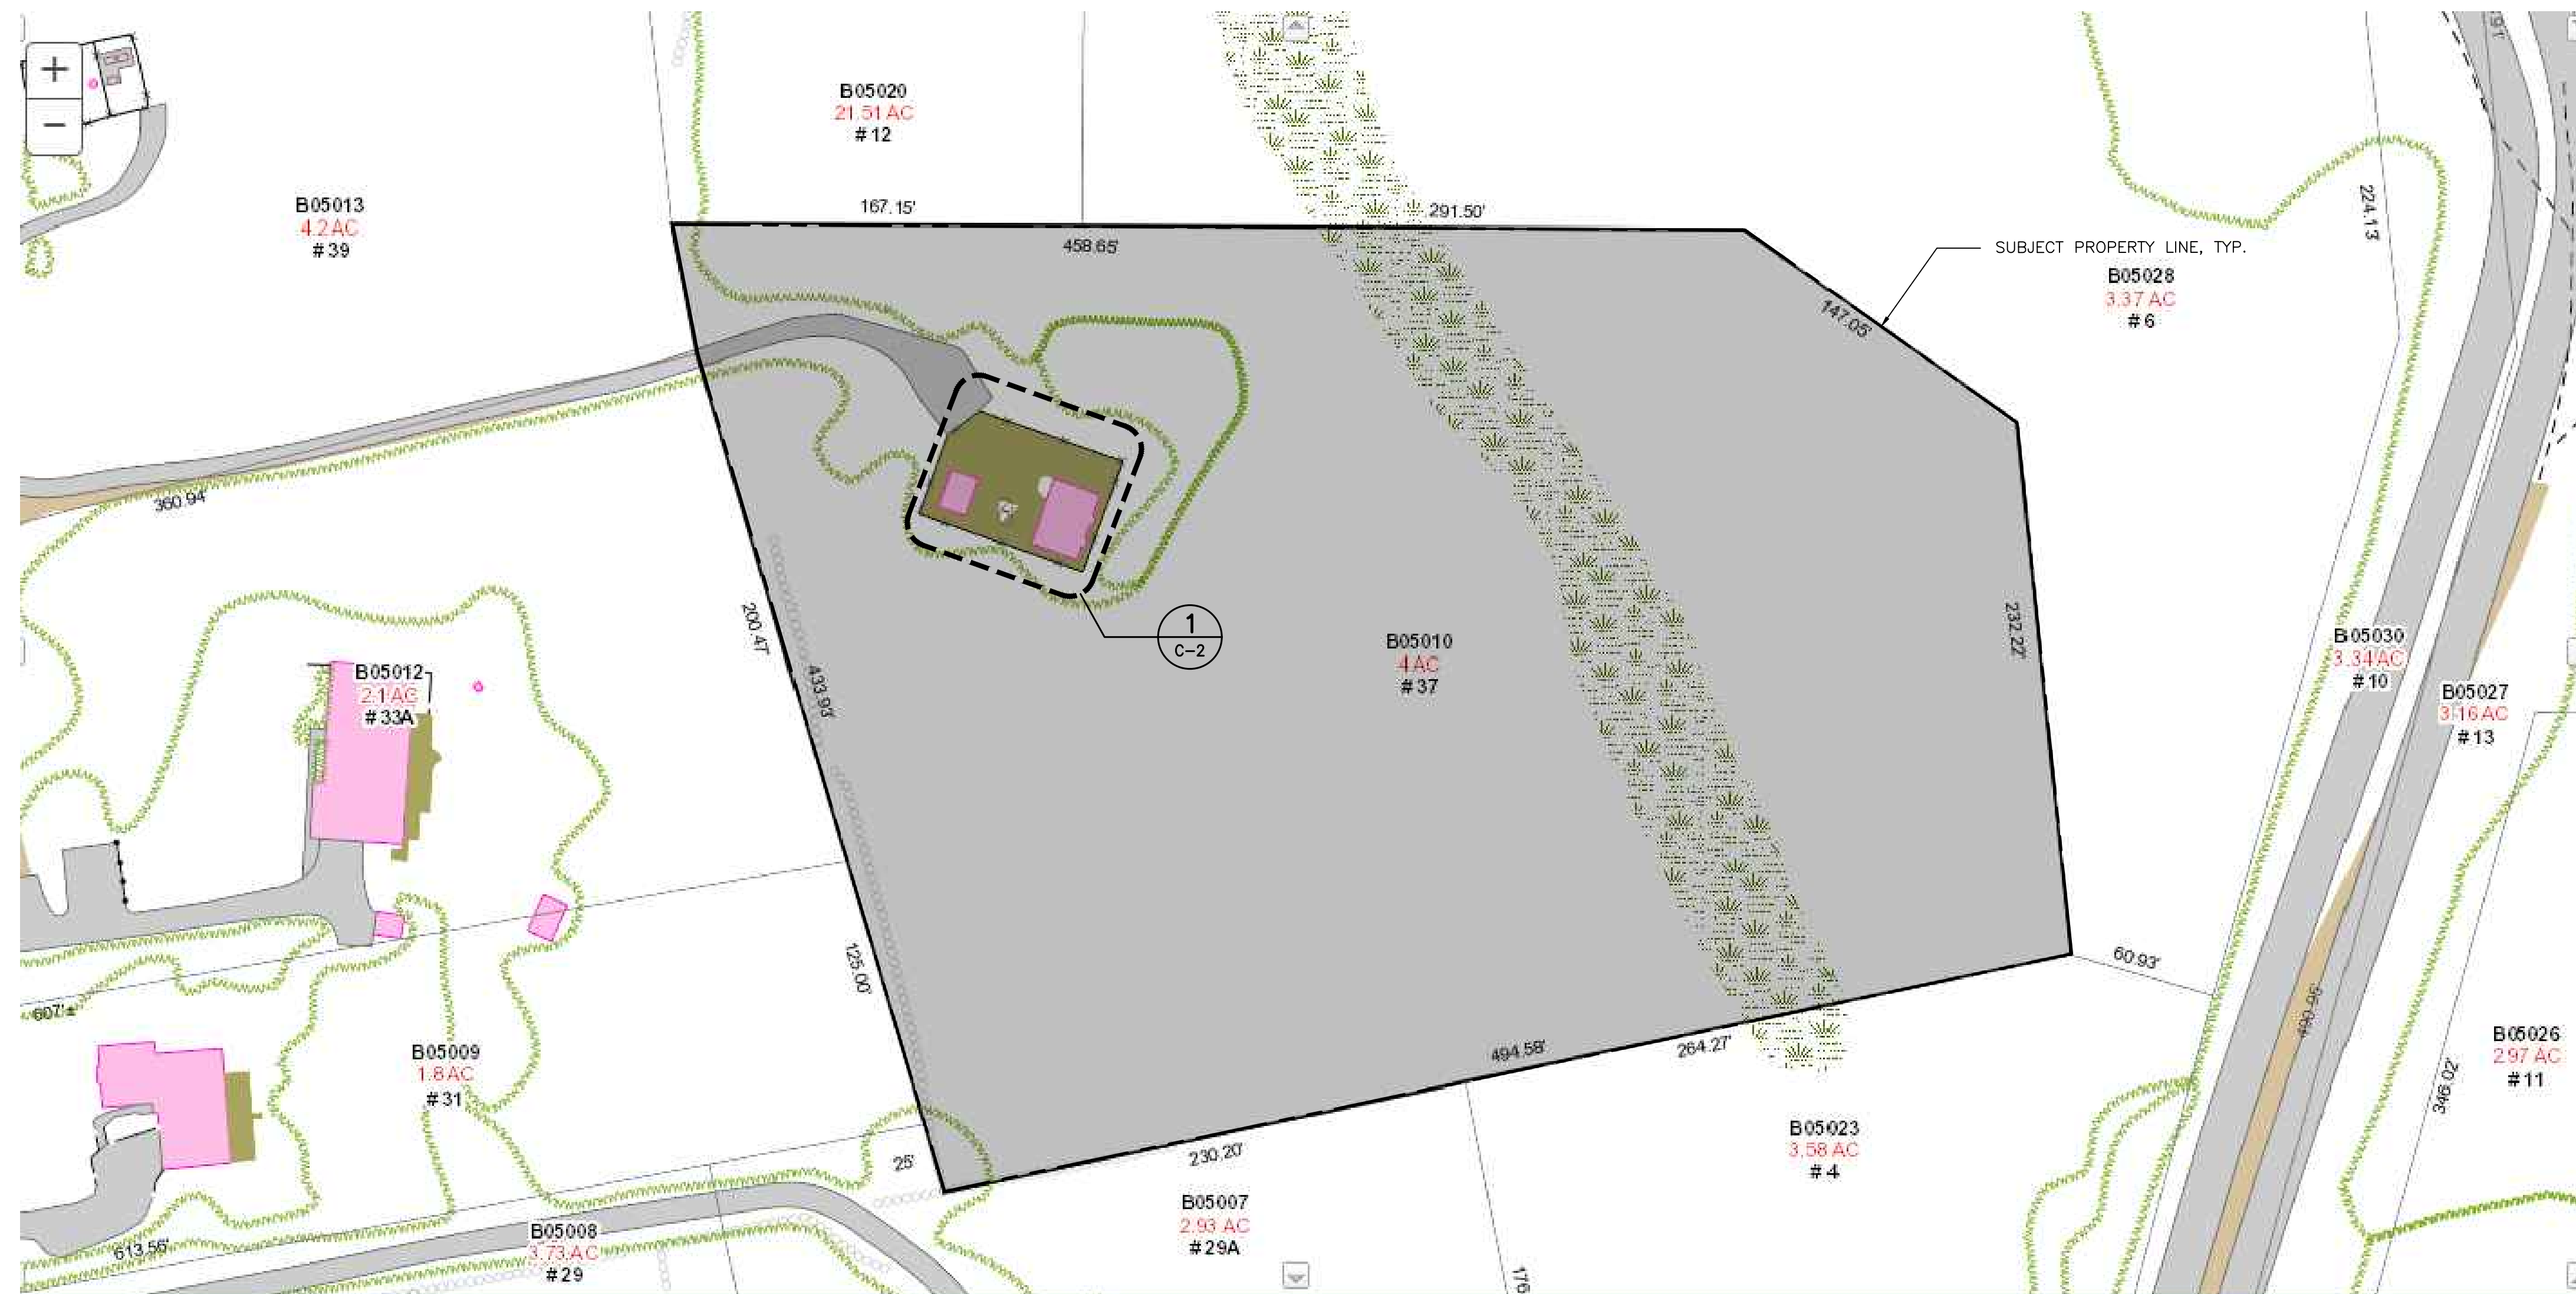 +
−
B05020
21.51 AC
#12
B05013
4.2 AC
#39
167.15'
458.65'
291.50'
224.13'
SUBJECT PROPERTY LINE, TYP.
B05028
3.37 AC
#6
147.05'
360.94'
200.47'
433.93'
1
C-2
B05010
4 AC
#37
232.22'
B05030
3.34 AC
#10
B05012
2.1 AC
#33A
B05027
3.16 AC
#13
125.00'
60.93'
490.95'
607'±
B05009
1.8 AC
#31
494.58'
264.27'
B05026
2.97 AC
#11
346.02'
25'
230.20'
B05023
3.58 AC
#4
B05007
2.93 AC
#29A
B05008
3.73 AC
#29
613.56'
176